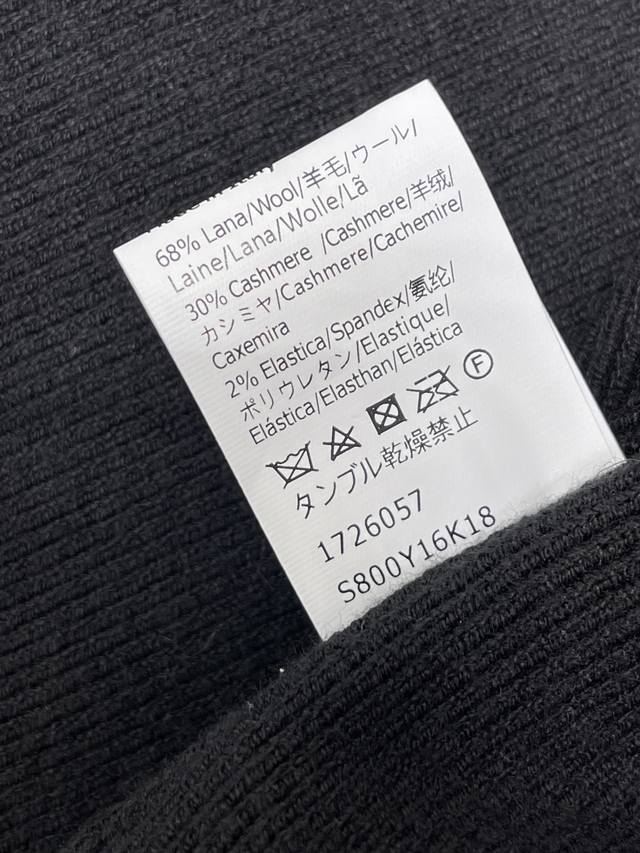 68% Lana/Wool/羊毛/ウール/
Laine/Lana/Wolle/Lã
30% Cashmere /Cashmere/羊绒/
カシミヤ/Cashmere/Cachemire/
Caxemira
2% Elastica/Spandex/氨纶/
ポリウレタン/Elastique/
Elástica/Elasthan/Elástica
F
タンブル乾燥禁止
1726057
S800Y16K18